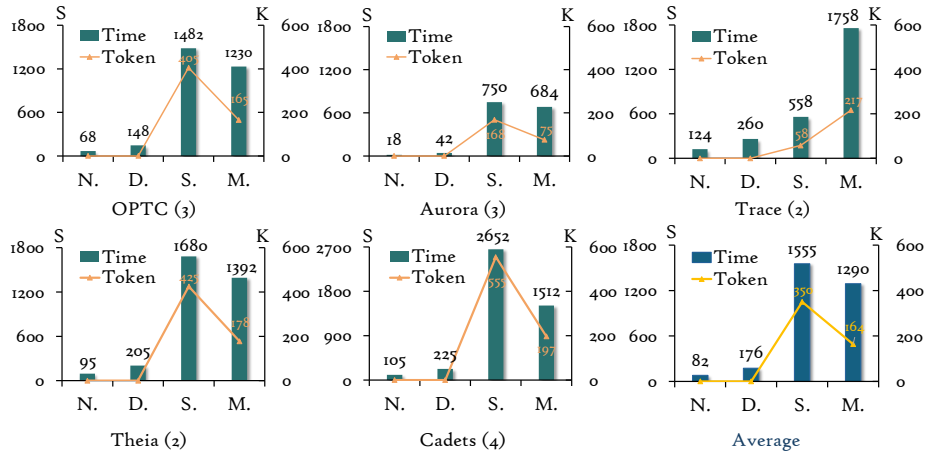 S K S K S K
1800 600 1800 600 1800 600
Time Time Time
Token Token Token
1482 1230 750 684 1758
1200 400 1200 400 1200 400
409 165 168 75 217
600 200 600 200 600 200
68 148 18 42 124 260 558 58
0 0 0 0 0 0
N. D. S. M. N. D. S. M. N. D. S. M.
OPTC (3) Aurora (3) Trace (2)
S K S K S K
1800 600 2700 600 1800 600
Time Time Time
Token Token Token
1680 1392 2652 1512 1555 1290
1200 400 1800 400 1200 400
425 178 555 197 350 164
600 200 900 200 600 200
95 205 105 225 82 176
0 0 0 0 0 0
N. D. S. M. N. D. S. M. N. D. S. M.
Theia (2) Cadets (4) Average